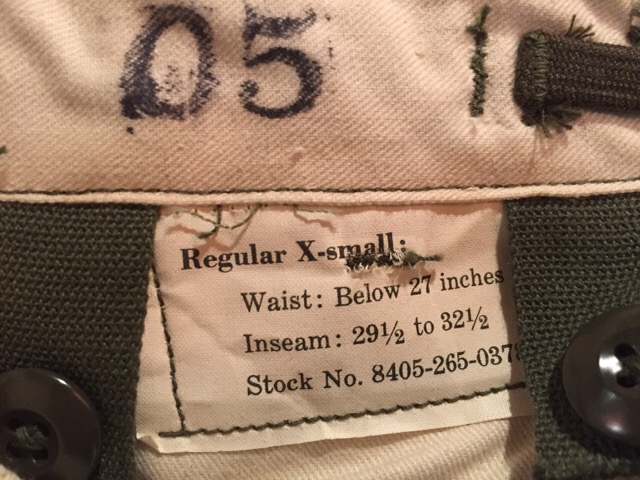 05
Regular X-small:
Waist: Below 27 inches
Inseam: 29½ to 32½
Stock No. 8405-265-037